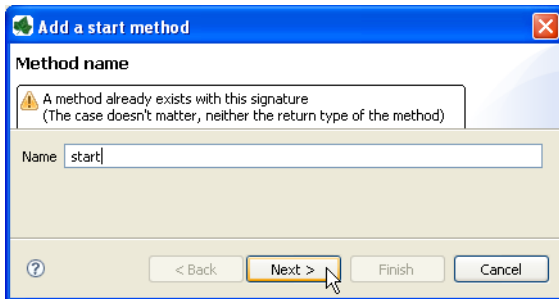 Add a start method
Method name
A method already exists with this signature
(The case doesn't matter, neither the return type of the method)
Name start
? < Back Next > Finish Cancel